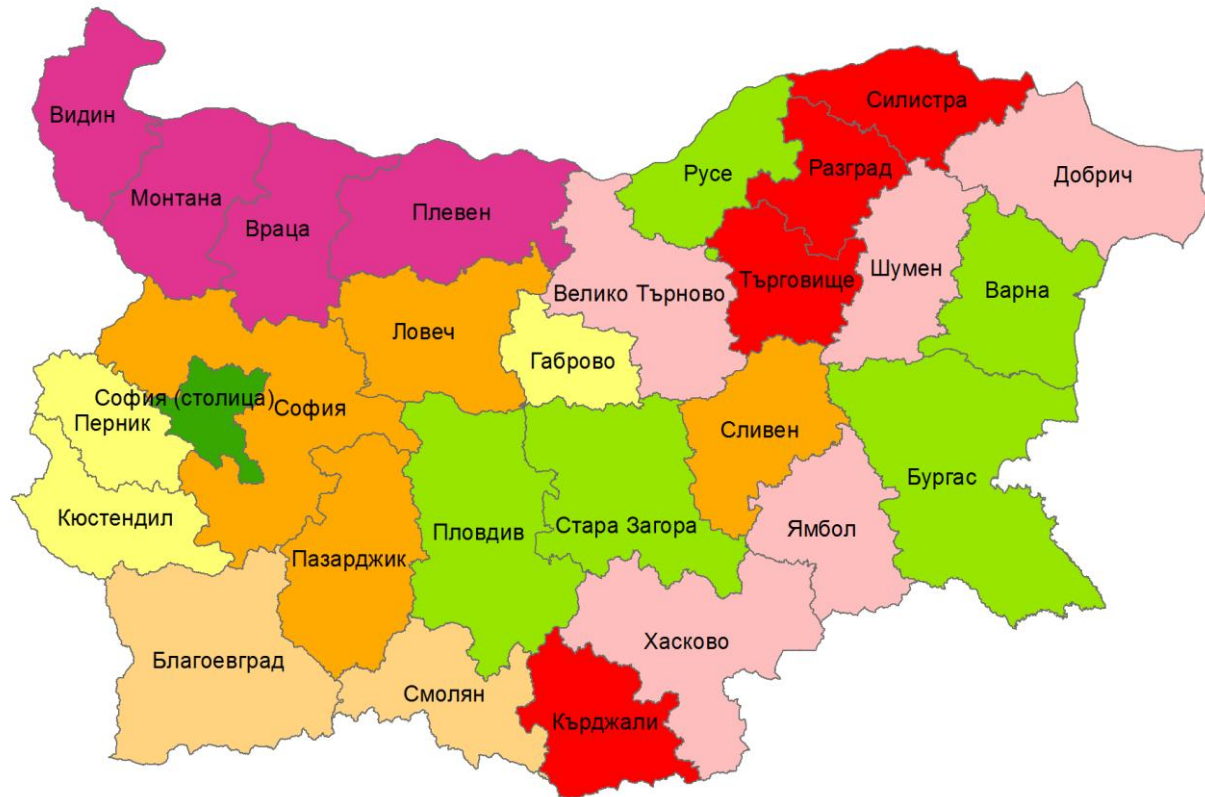 Видин
Монтана
Враца
Плевен
Русе
Силистра
Разград
Добрич
Търговище
Шумен
Варна
Велико Търново
Ловеч
Габрово
София (столица)
София
Перник
Сливен
Бургас
Кюстендил
Пазарджик
Пловдив
Стара Загора
Ямбол
Благоевград
Смолян
Хасково
Кърджали